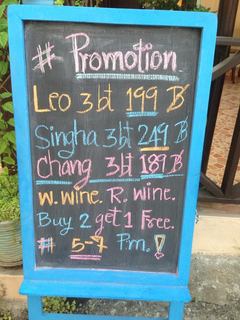 # Promotion
Leo 3 bt 199 ฿
Singha 3 bt 249 ฿
Chang 3 bt 189 ฿
W. wine. R. wine.
Buy 2 get 1 Free.
# 5-7 Pm. !